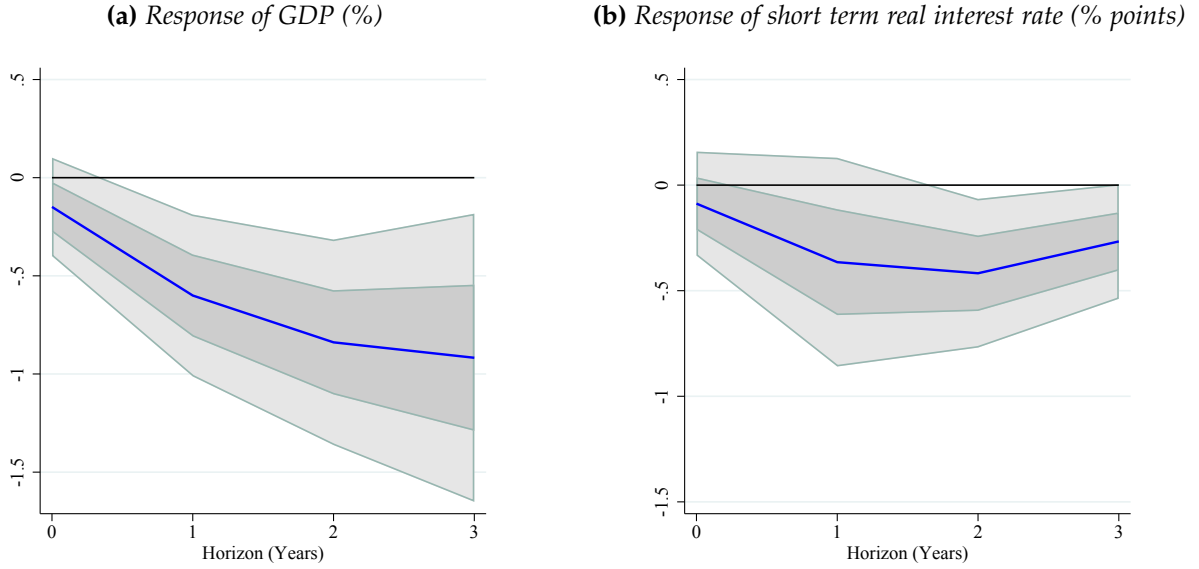 (a) Response of GDP (%)
.5
0
-.5
-1
-1.5
0 1 2 3
Horizon (Years)
(b) Response of short term real interest rate (% points)
.5
0
-.5
-1
-1.5
0 1 2 3
Horizon (Years)